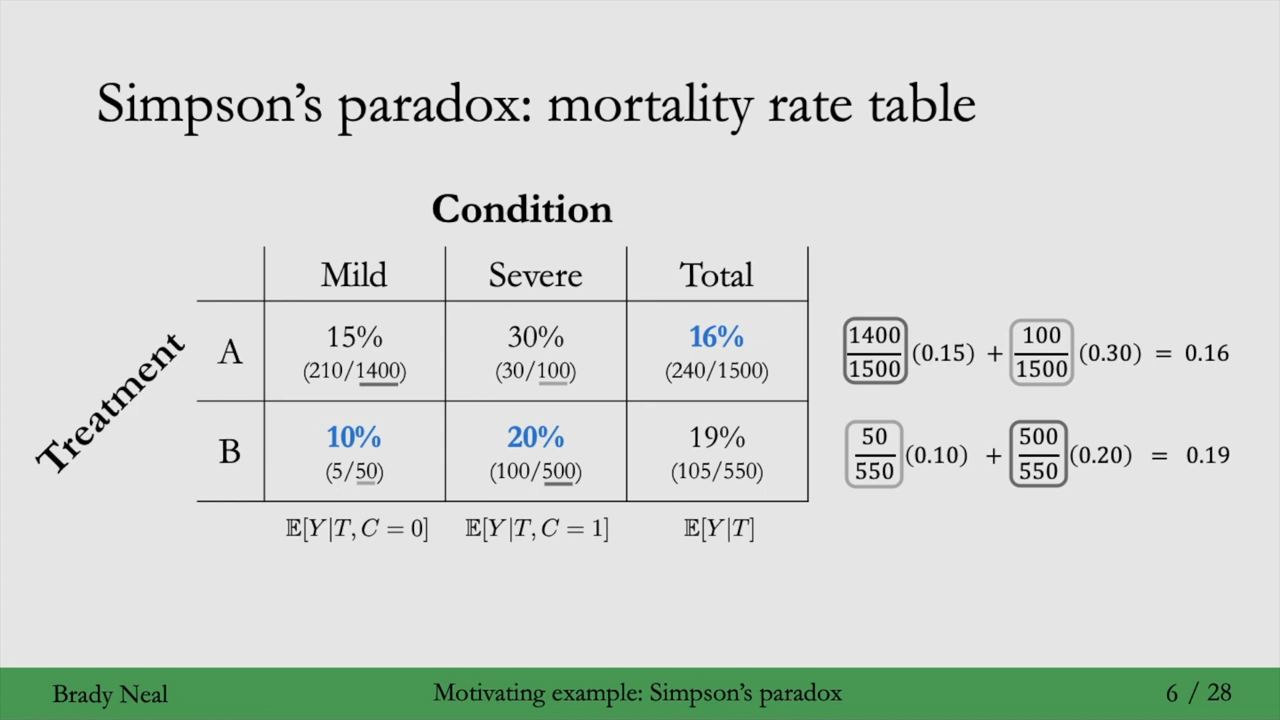 Simpson’s paradox: mortality rate table
Condition
Treatment
Mild Severe Total
A 15% 30% 16%
(210/1400) (30/100) (240/1500)
B 10% 20% 19%
(5/50) (100/500) (105/550)
𝔼[Y|T, C = 0] 𝔼[Y|T, C = 1] 𝔼[Y|T]
1400/1500 (0.15) + 100/1500 (0.30) = 0.16
50/550 (0.10) + 500/550 (0.20) = 0.19
Brady Neal Motivating example: Simpson’s paradox 6 / 28